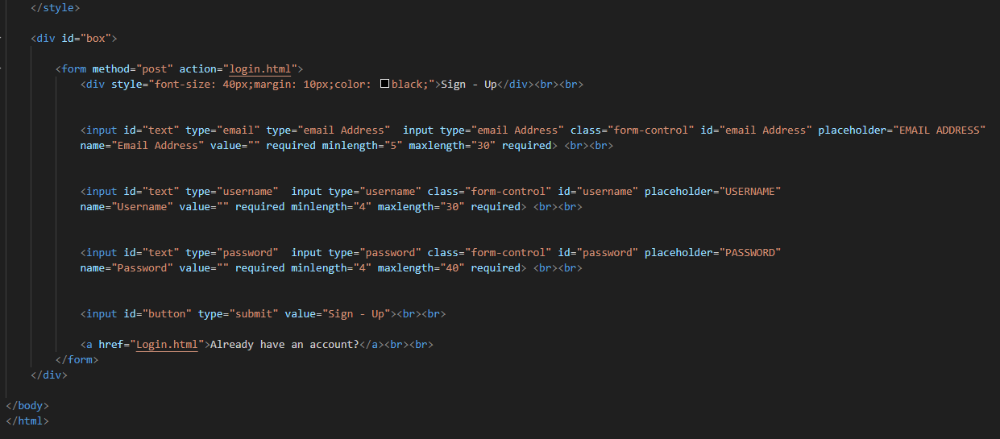 </style>
<div id="box">
<form method="post" action="login.html">
<div style="font-size: 40px;margin: 10px;color: black;">Sign - Up</div><br><br>
<input id="text" type="email" type="email Address"  input type="email Address" class="form-control" id="email Address" placeholder="EMAIL ADDRESS"
name="Email Address" value="" required minlength="5" maxlength="30" required> <br><br>
<input id="text" type="username"  input type="username" class="form-control" id="username" placeholder="USERNAME"
name="Username" value="" required minlength="4" maxlength="30" required> <br><br>
<input id="text" type="password"  input type="password" class="form-control" id="password" placeholder="PASSWORD"
name="Password" value="" required minlength="4" maxlength="40" required> <br><br>
<input id="button" type="submit" value="Sign - Up"><br><br>
<a href="Login.html">Already have an account?</a><br><br>
</form>
</div>
</body>
</html>